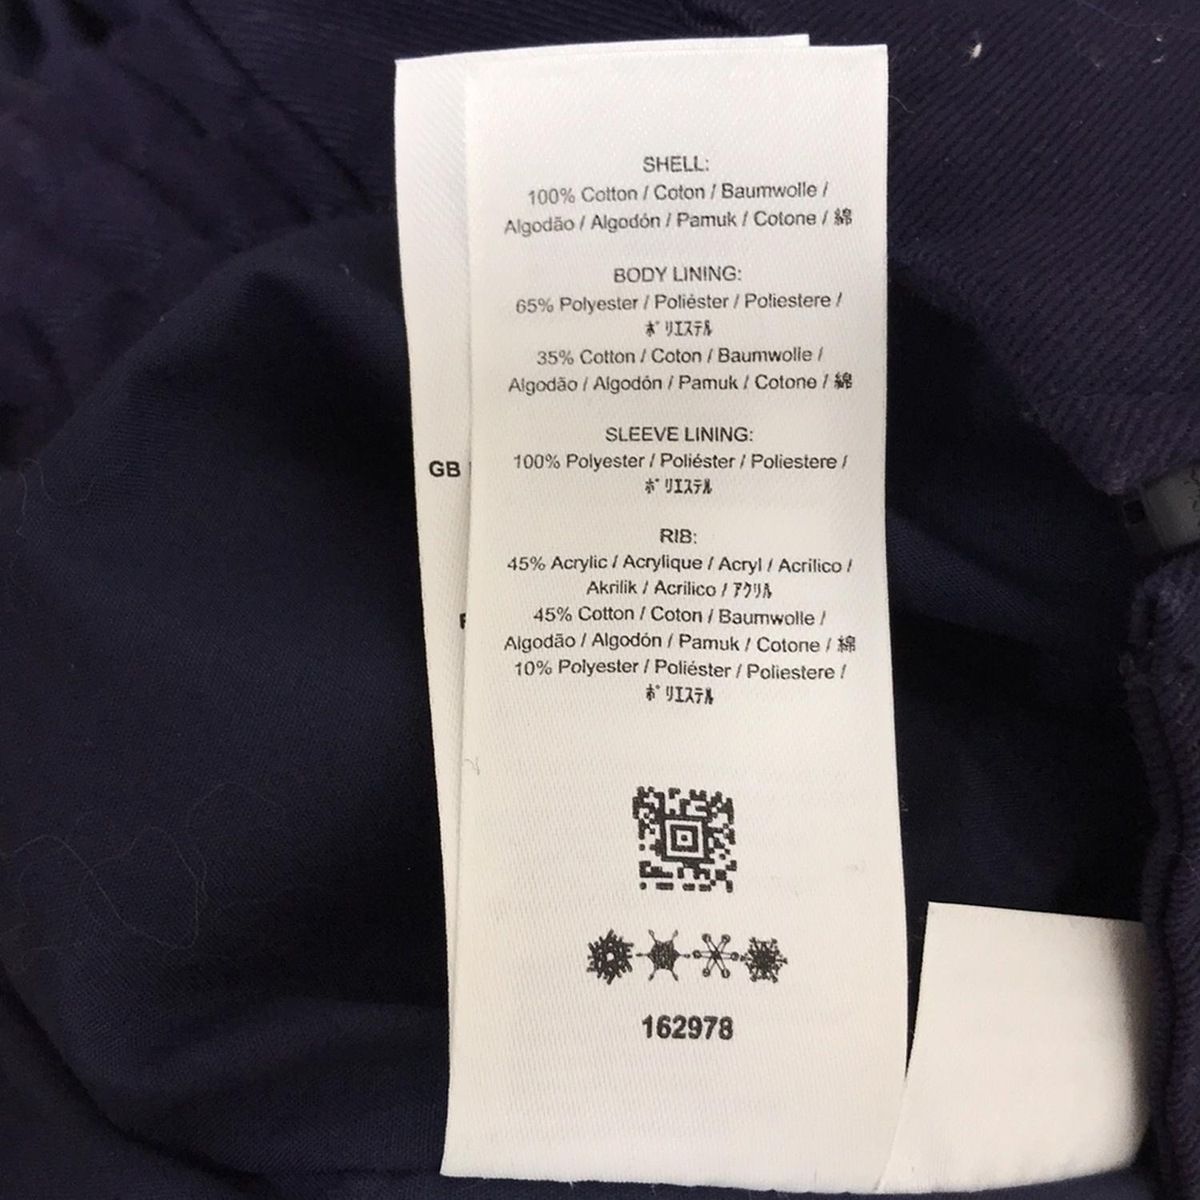 SHELL:
100% Cotton / Coton / Baumwolle /
Algodão / Algodón / Pamuk / Cotone / 綿
BODY LINING:
65% Polyester / Poliéster / Poliestere /
ポリエステル
35% Cotton / Coton / Baumwolle /
Algodão / Algodón / Pamuk / Cotone / 綿
SLEEVE LINING:
100% Polyester / Poliéster / Poliestere /
ポリエステル
RIB:
45% Acrylic / Acrylique / Acryl / Acrilico /
Akrilik / Acrílico / アクリル
45% Cotton / Coton / Baumwolle /
Algodão / Algodón / Pamuk / Cotone / 綿
10% Polyester / Poliéster / Poliestere /
ポリエステル
162978
GB